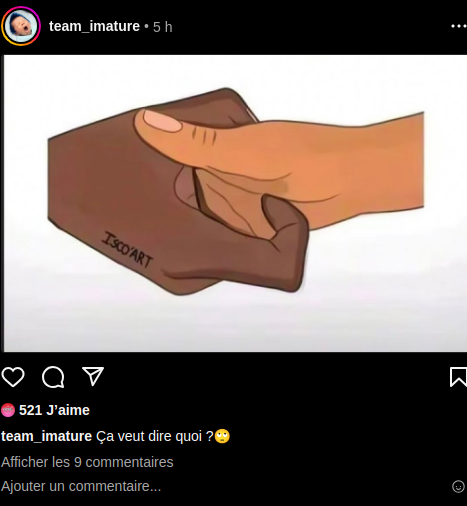 team_imature • 5 h
ISCO'ART
521 J'aime
team_imature Ça veut dire quoi ?🙄
Afficher les 9 commentaires
Ajouter un commentaire...